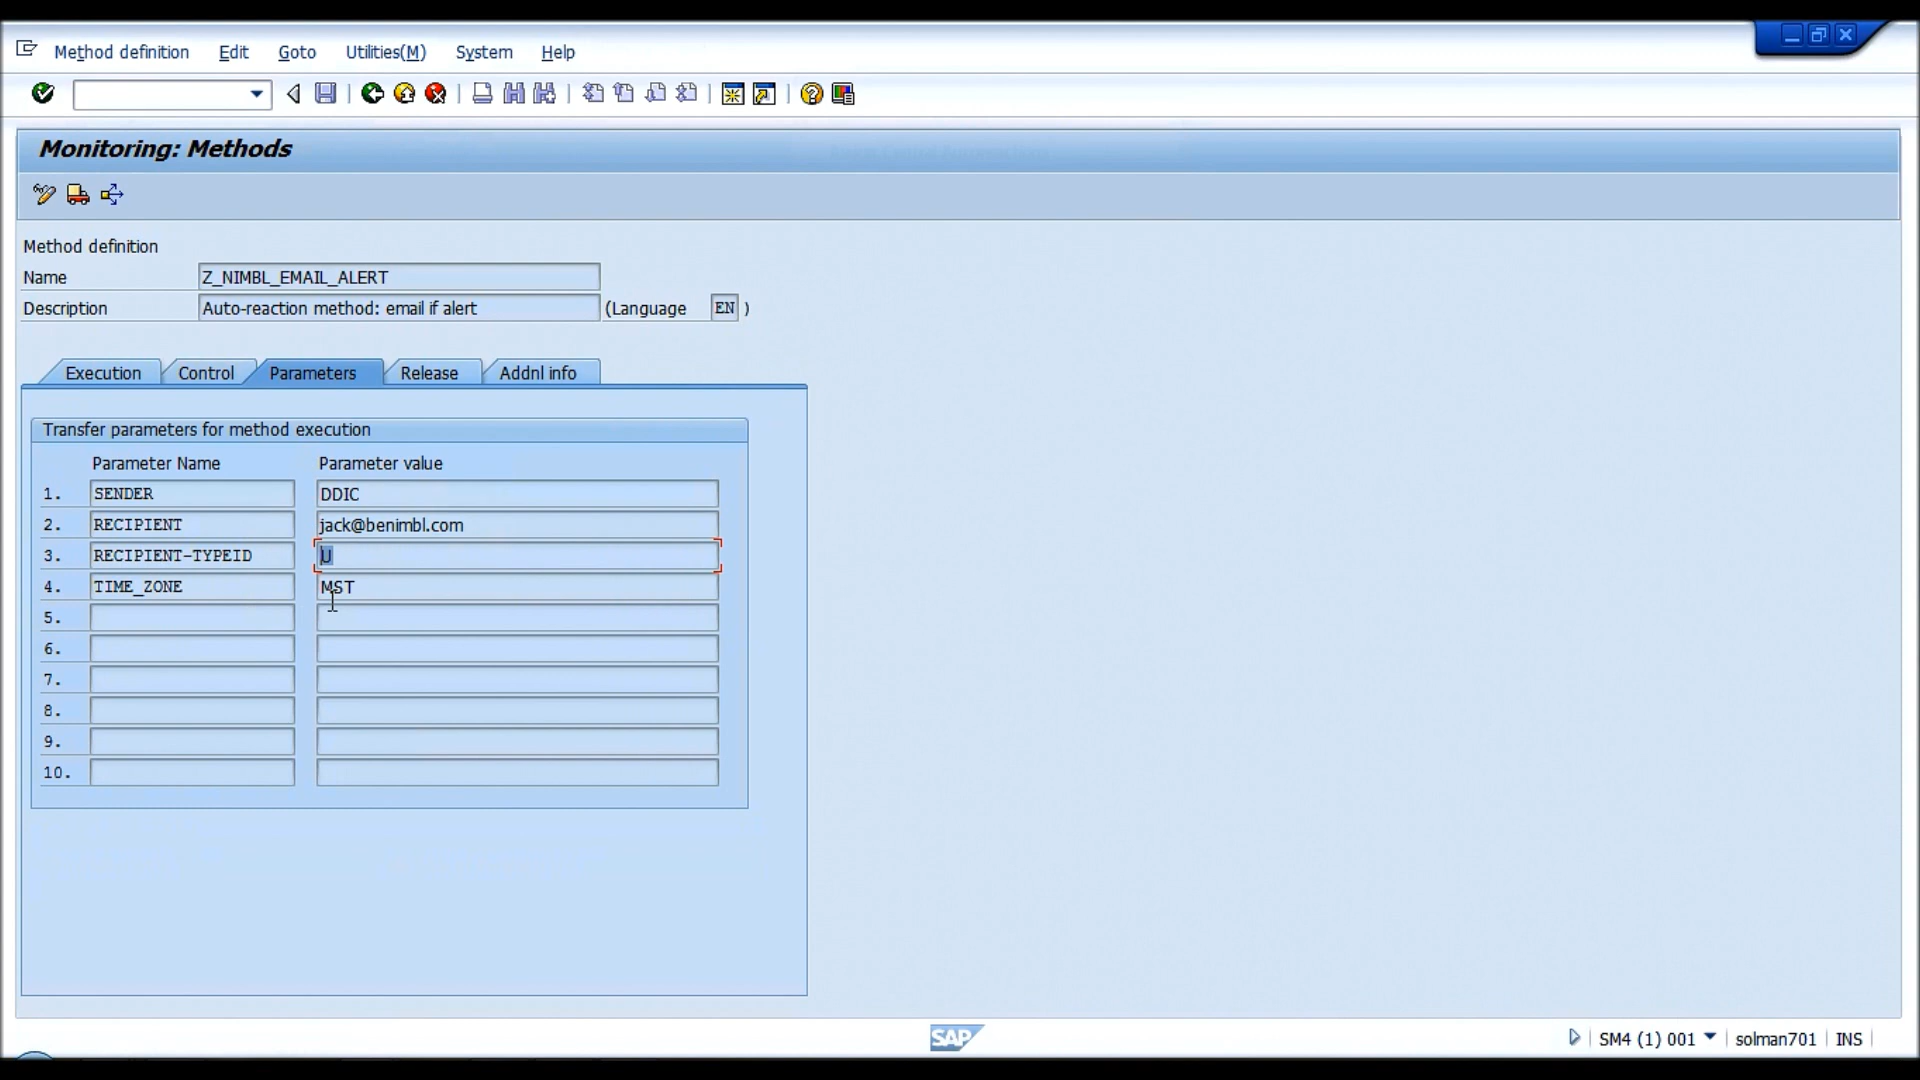 Method definition Edit Goto Utilities(M) System Help
Monitoring: Methods
Method definition
Name Z_NIMBL_EMAIL_ALERT
Description Auto-reaction method: email if alert (Language EN )
Execution Control Parameters Release Addnl info
Transfer parameters for method execution
Parameter Name Parameter value
1. SENDER DDIC
2. RECIPIENT jack@benimbl.com
3. RECIPIENT-TYPEID U
4. TIME_ZONE MST
5.
6.
7.
8.
9.
10.
SAP SM4 (1) 001 solman701 INS